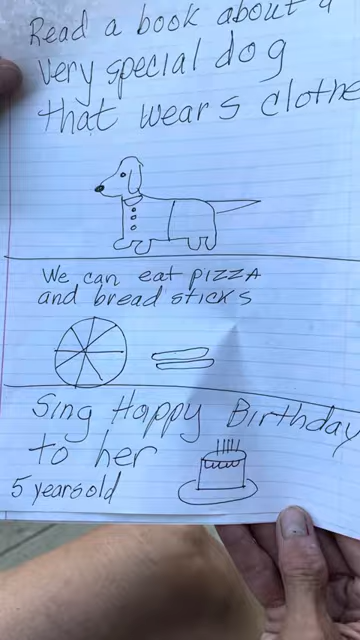 Read a book about a
very special dog
that wears clothe
We can eat PIZZA
and bread sticks
Sing Happy Birthday
to her
5 years old